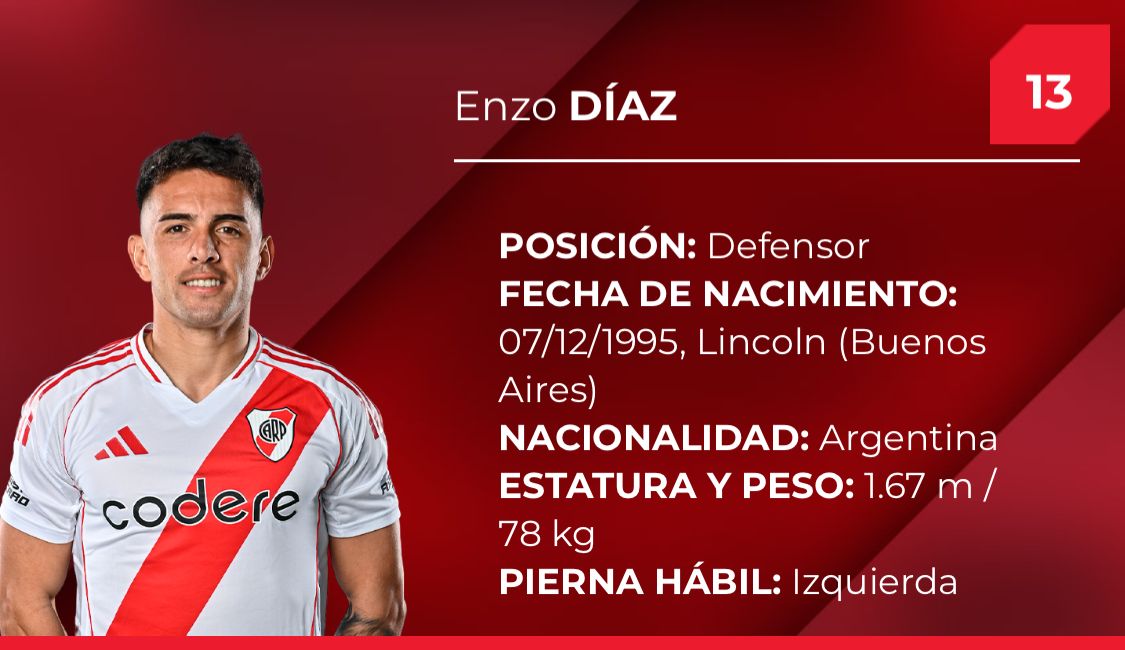 13
Enzo DÍAZ
POSICIÓN: Defensor
FECHA DE NACIMIENTO:
07/12/1995, Lincoln (Buenos
Aires)
NACIONALIDAD: Argentina
ESTATURA Y PESO: 1.67 m /
78 kg
PIERNA HÁBIL: Izquierda
CARP
codere